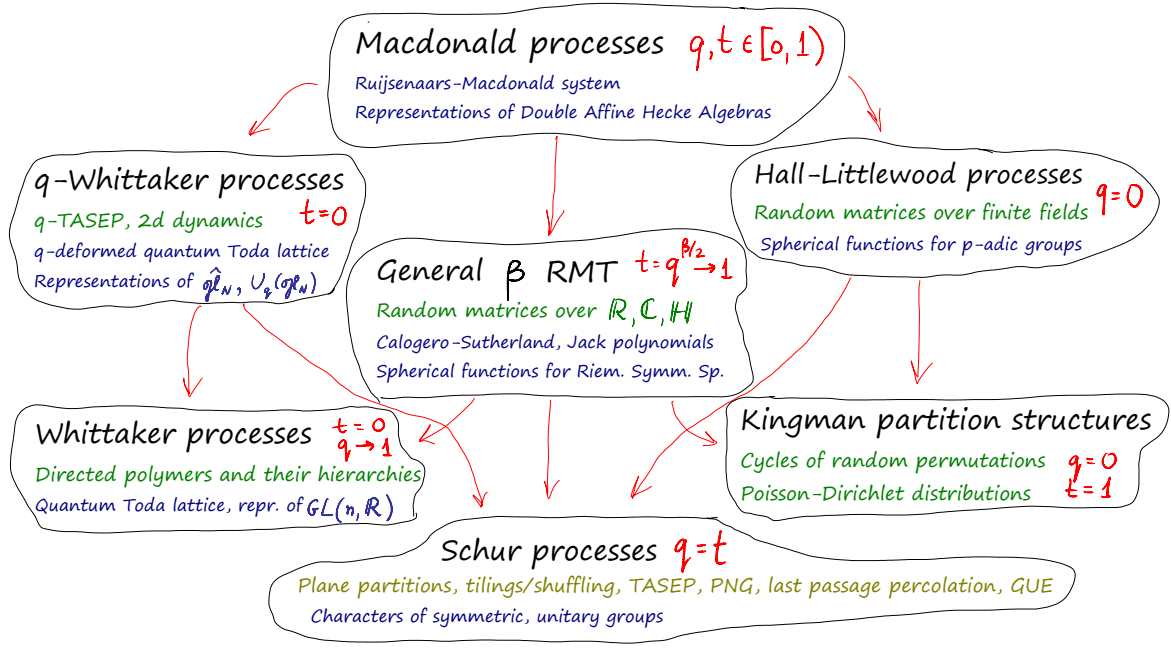 Macdonald processes q, t ∈ [0, 1)
Ruijsenaars-Macdonald system
Representations of Double Affine Hecke Algebras
q-Whittaker processes
q-TASEP, 2d dynamics t = 0
q-deformed quantum Toda lattice
Representations of ĝl_N, U_q(gl_N)
Hall-Littlewood processes
Random matrices over finite fields q = 0
Spherical functions for p-adic groups
General β RMT t = q^{β/2} → 1
Random matrices over ℝ, ℂ, ℍ
Calogero-Sutherland, Jack polynomials
Spherical functions for Riem. Symm. Sp.
Whittaker processes t = 0
q → 1
Directed polymers and their hierarchies
Quantum Toda lattice, repr. of GL(n, ℝ)
Kingman partition structures
Cycles of random permutations q = 0
Poisson-Dirichlet distributions t = 1
Schur processes q = t
Plane partitions, tilings/shuffling, TASEP, PNG, last passage percolation, GUE
Characters of symmetric, unitary groups